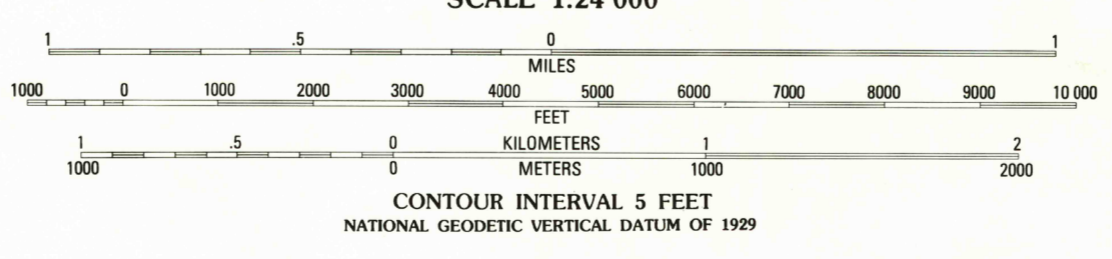 SCALE 1:24 000
1 .5 0 1
MILES
1000 0 1000 2000 3000 4000 5000 6000 7000 8000 9000 10 000
FEET
1 .5 0 KILOMETERS 1 2
1000 0 METERS 1000 2000
CONTOUR INTERVAL 5 FEET
NATIONAL GEODETIC VERTICAL DATUM OF 1929